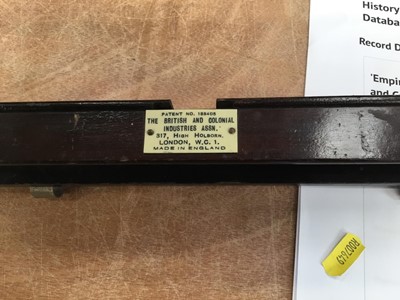 History
Databa
Record D
'Empir
and C
PATENT NO.
THE BRITISH AND COLONIAL
INDUSTRIES ASSN,
317, HIGH HOLBORN,
LONDON, W.C. 1.
MADE IN ENGLAND
R007649